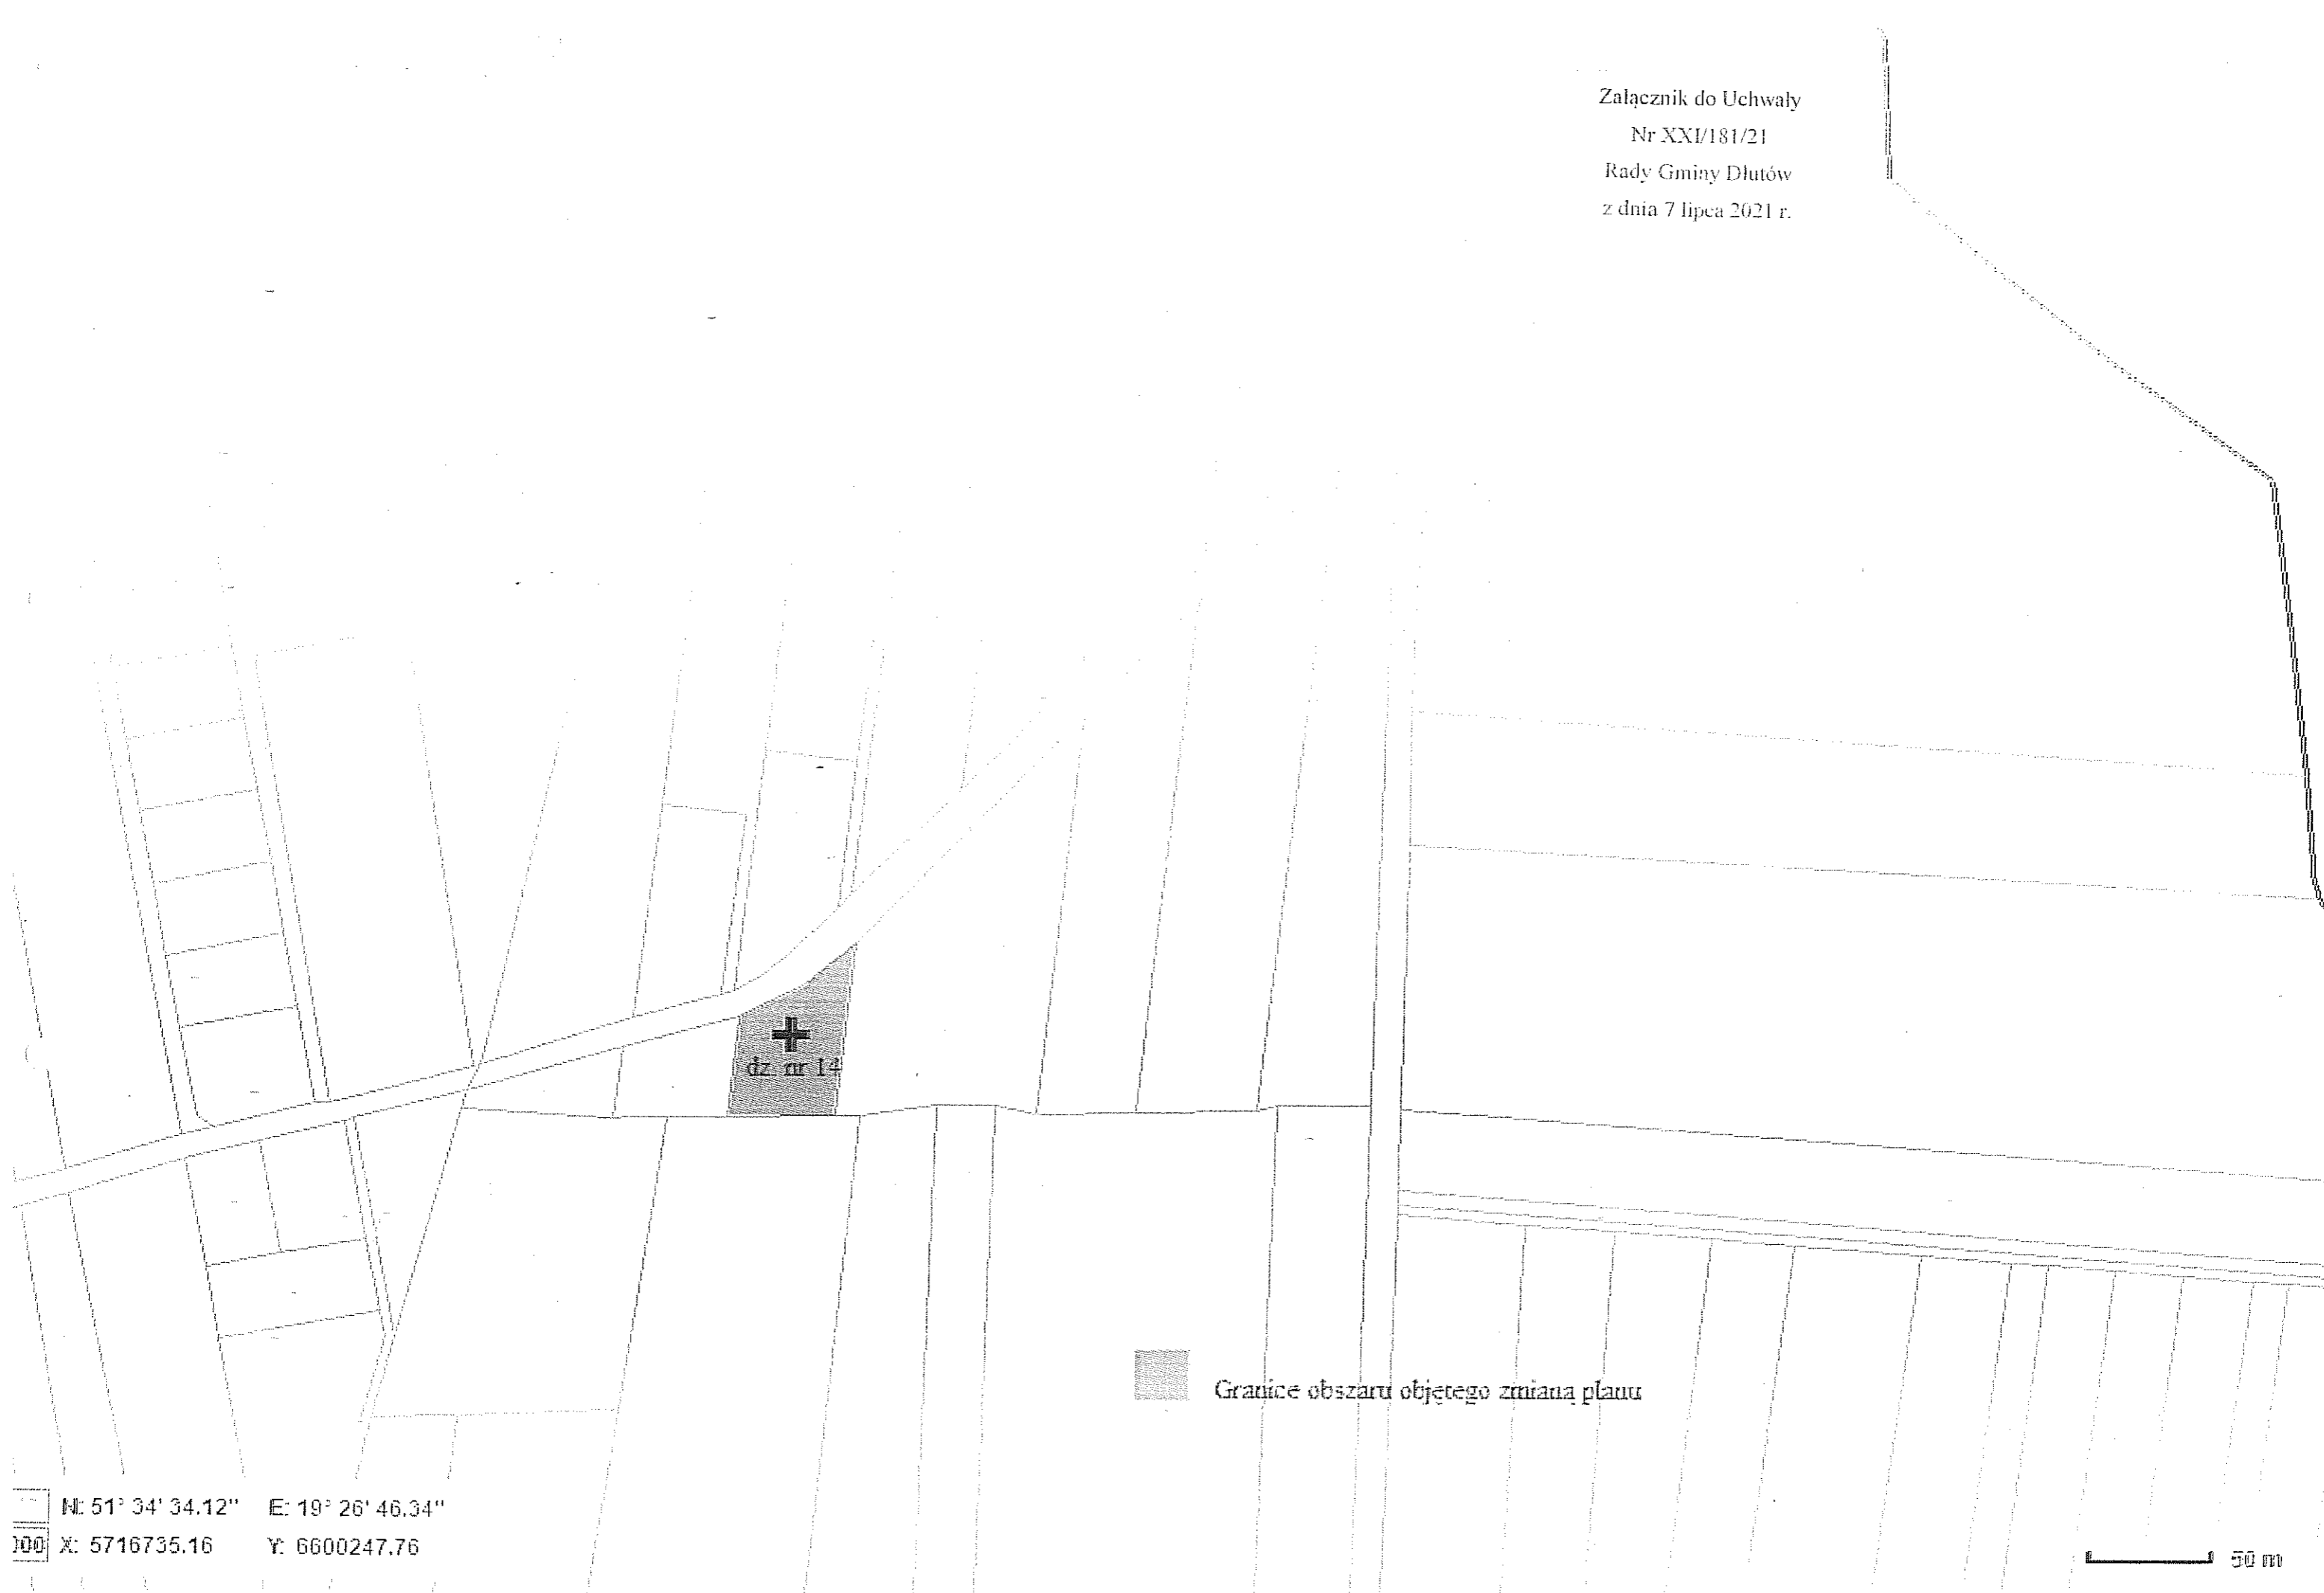 Załącznik do Uchwały
Nr XXI/181/21
Rady Gminy Dłutów
z dnia 7 lipca 2021 r.
dz. nr 14
Granice obszaru objętego zmianą planu
N: 51° 34' 34.12" E: 19° 26' 46.34"
X: 5716735.16 Y: 6600247.76
50 m